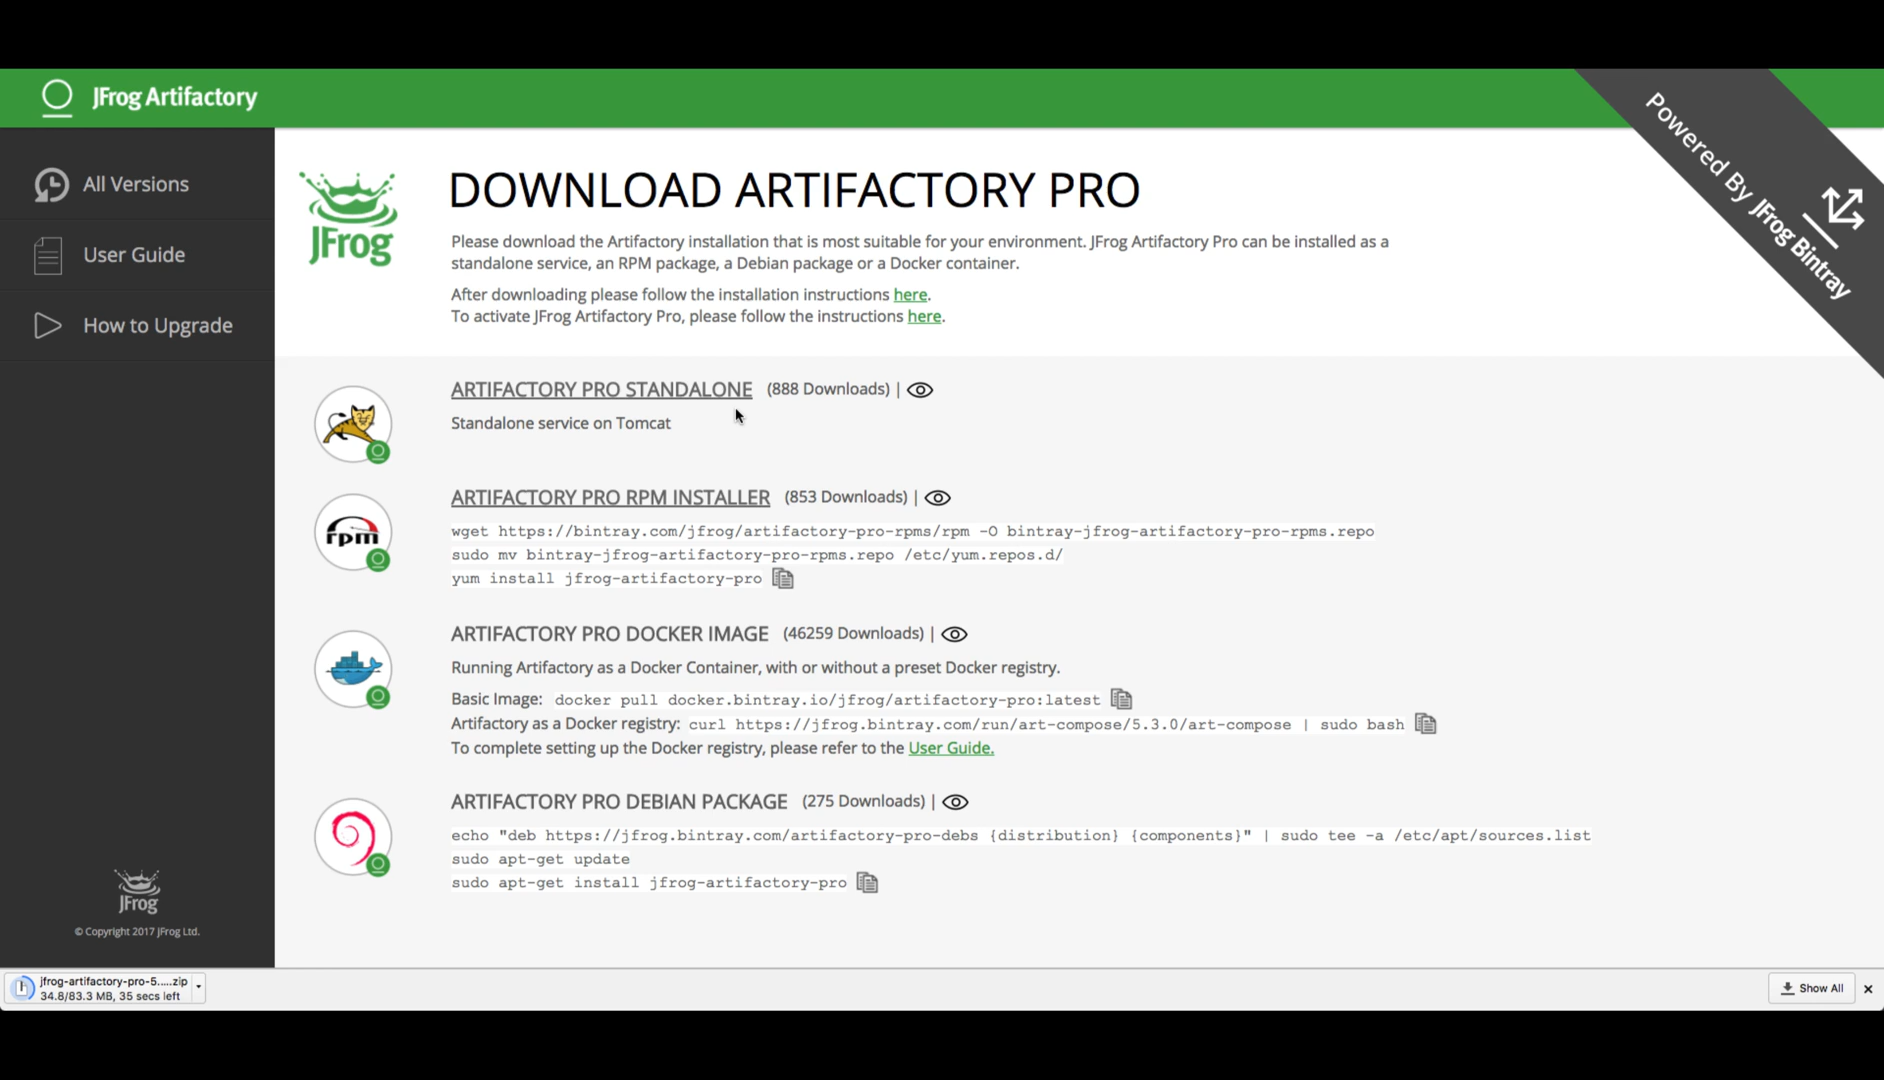 JFrog Artifactory
Powered By JFrog Bintray
All Versions
User Guide
How to Upgrade
JFrog
© Copyright 2017 JFrog Ltd.
JFrog
DOWNLOAD ARTIFACTORY PRO
Please download the Artifactory installation that is most suitable for your environment. JFrog Artifactory Pro can be installed as a
standalone service, an RPM package, a Debian package or a Docker container.
After downloading please follow the installation instructions here.
To activate JFrog Artifactory Pro, please follow the instructions here.
ARTIFACTORY PRO STANDALONE (888 Downloads) |
Standalone service on Tomcat
rpm
ARTIFACTORY PRO RPM INSTALLER (853 Downloads) |
wget https://bintray.com/jfrog/artifactory-pro-rpms/rpm -O bintray-jfrog-artifactory-pro-rpms.repo
sudo mv bintray-jfrog-artifactory-pro-rpms.repo /etc/yum.repos.d/
yum install jfrog-artifactory-pro
ARTIFACTORY PRO DOCKER IMAGE (46259 Downloads) |
Running Artifactory as a Docker Container, with or without a preset Docker registry.
Basic Image: docker pull docker.bintray.io/jfrog/artifactory-pro:latest
Artifactory as a Docker registry: curl https://jfrog.bintray.com/run/art-compose/5.3.0/art-compose | sudo bash
To complete setting up the Docker registry, please refer to the User Guide.
ARTIFACTORY PRO DEBIAN PACKAGE (275 Downloads) |
echo "deb https://jfrog.bintray.com/artifactory-pro-debs {distribution} {components}" | sudo tee -a /etc/apt/sources.list
sudo apt-get update
sudo apt-get install jfrog-artifactory-pro
jfrog-artifactory-pro-5.....zip
34.8/83.3 MB, 35 secs left
Show All